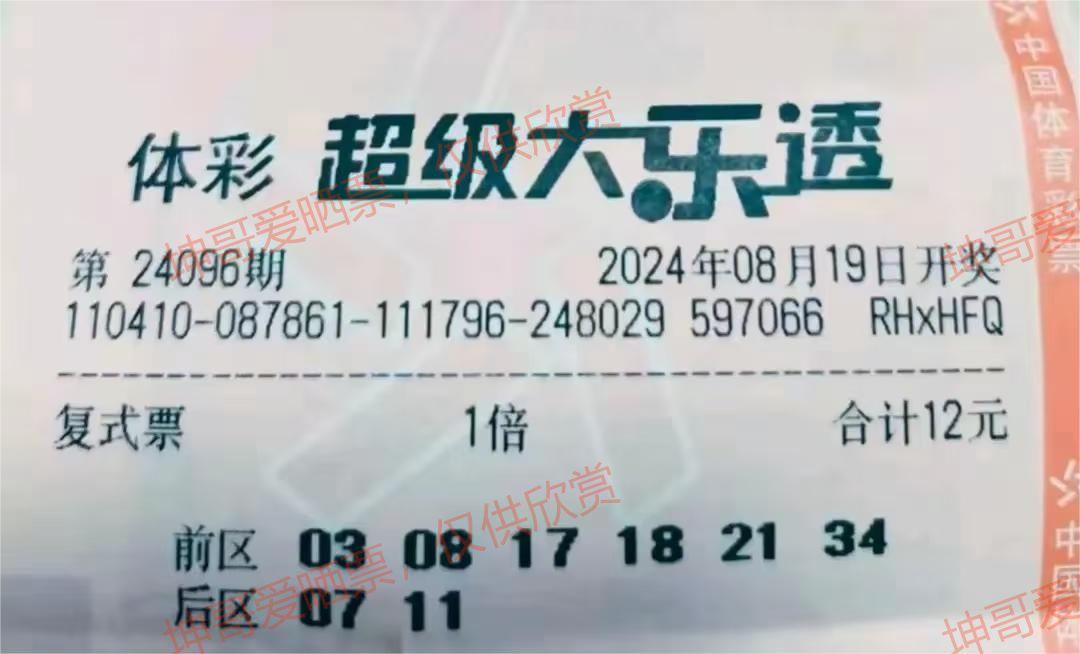 体彩 超级大乐透
第 24096期 2024年08月19日开奖
110410-087861-111796-248029 597066 RHxHFQ
复式票 1倍 合计12元
前区 03 08 17 18 21 34
后区 07 11
中国体育彩票
中国体
坤哥爱晒票，仅供欣赏
坤哥爱
坤哥爱晒票，仅供欣赏
坤哥爱